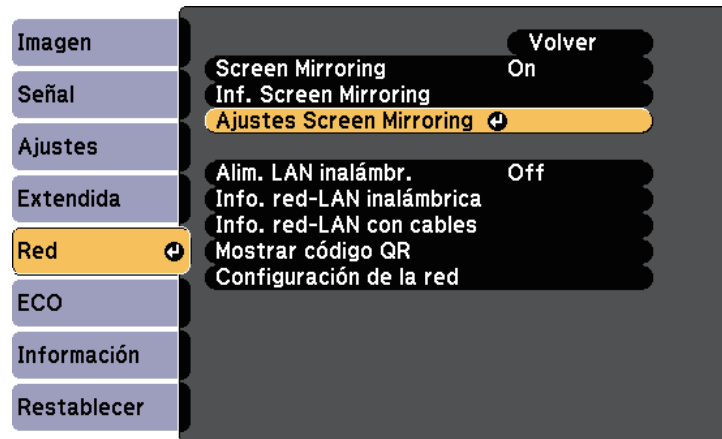 Imagen
Señal
Ajustes
Extendida
Red
ECO
Información
Restablecer
Volver
Screen Mirroring On
Inf. Screen Mirroring
Ajustes Screen Mirroring
Alim. LAN inalámbr. Off
Info. red-LAN inalámbrica
Info. red-LAN con cables
Mostrar código QR
Configuración de la red